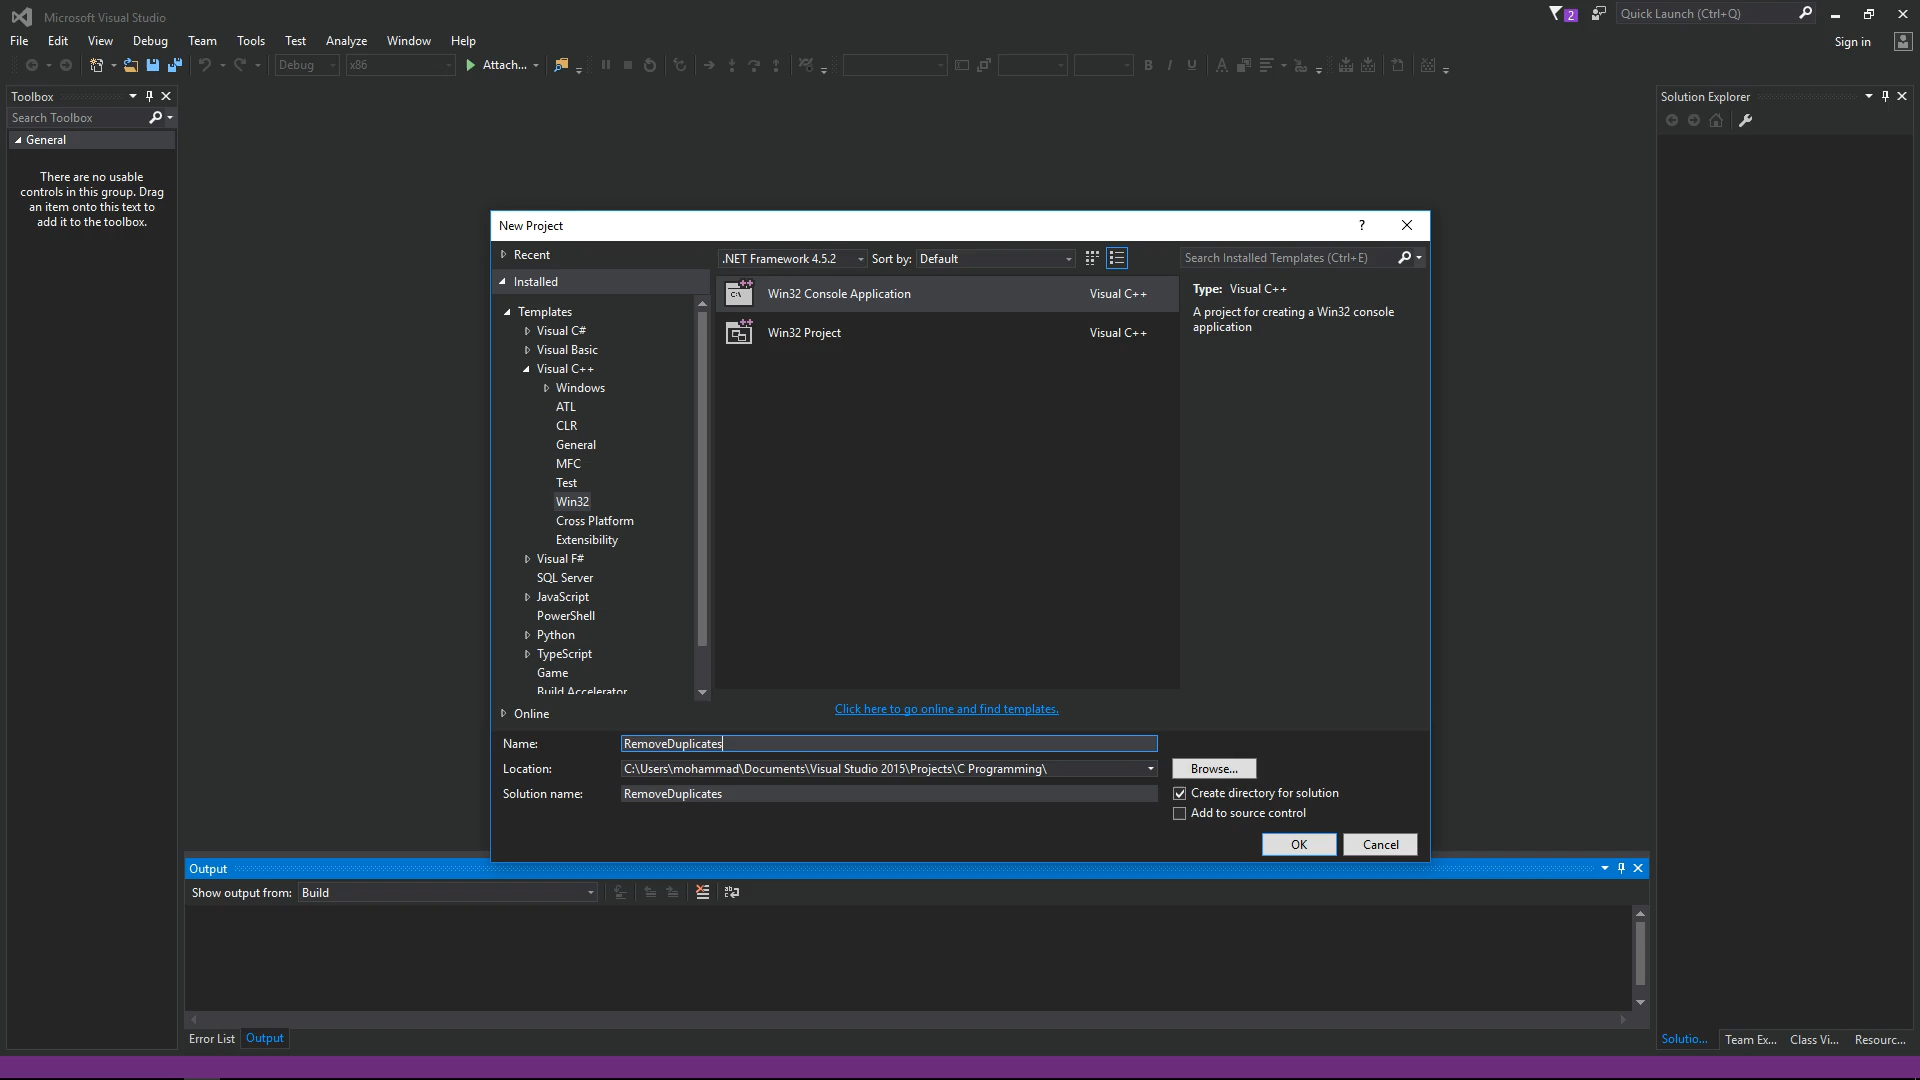 Microsoft Visual Studio
2
Quick Launch (Ctrl+Q)
File Edit View Debug Team Tools Test Analyze Window Help
Sign in
Debug x86 Attach...
Toolbox
Search Toolbox
General
There are no usable
controls in this group. Drag
an item onto this text to
add it to the toolbox.
Solution Explorer
New Project
?
Recent
Installed
.NET Framework 4.5.2 Sort by: Default
Search Installed Templates (Ctrl+E)
Templates
Visual C#
Visual Basic
Visual C++
Windows
ATL
CLR
General
MFC
Test
Win32
Cross Platform
Extensibility
Visual F#
SQL Server
JavaScript
PowerShell
Python
TypeScript
Game
Build Accelerator
Online
Win32 Console Application Visual C++
Win32 Project Visual C++
Type: Visual C++
A project for creating a Win32 console
application
Click here to go online and find templates.
Name: RemoveDuplicates
Location: C:\Users\mohammad\Documents\Visual Studio 2015\Projects\C Programming\
Browse...
Solution name: RemoveDuplicates
Create directory for solution
Add to source control
OK Cancel
Output
Show output from: Build
Error List Output
Solutio... Team Ex... Class Vi... Resourc...